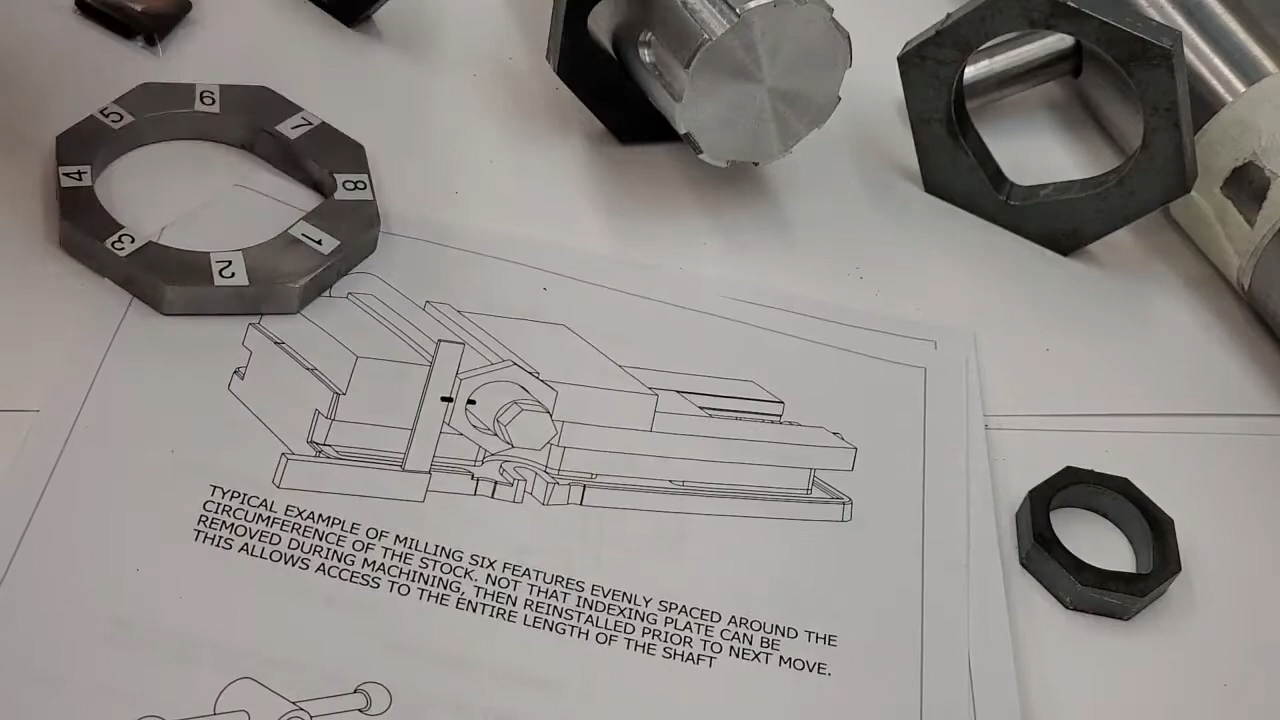 5
6
7
4
8
3
2
1
TYPICAL EXAMPLE OF MILLING SIX FEATURES EVENLY SPACED AROUND THE
CIRCUMFERENCE OF THE STOCK. NOT THAT INDEXING PLATE CAN BE
REMOVED DURING MACHINING, THEN REINSTALLED PRIOR TO NEXT MOVE.
THIS ALLOWS ACCESS TO THE ENTIRE LENGTH OF THE SHAFT